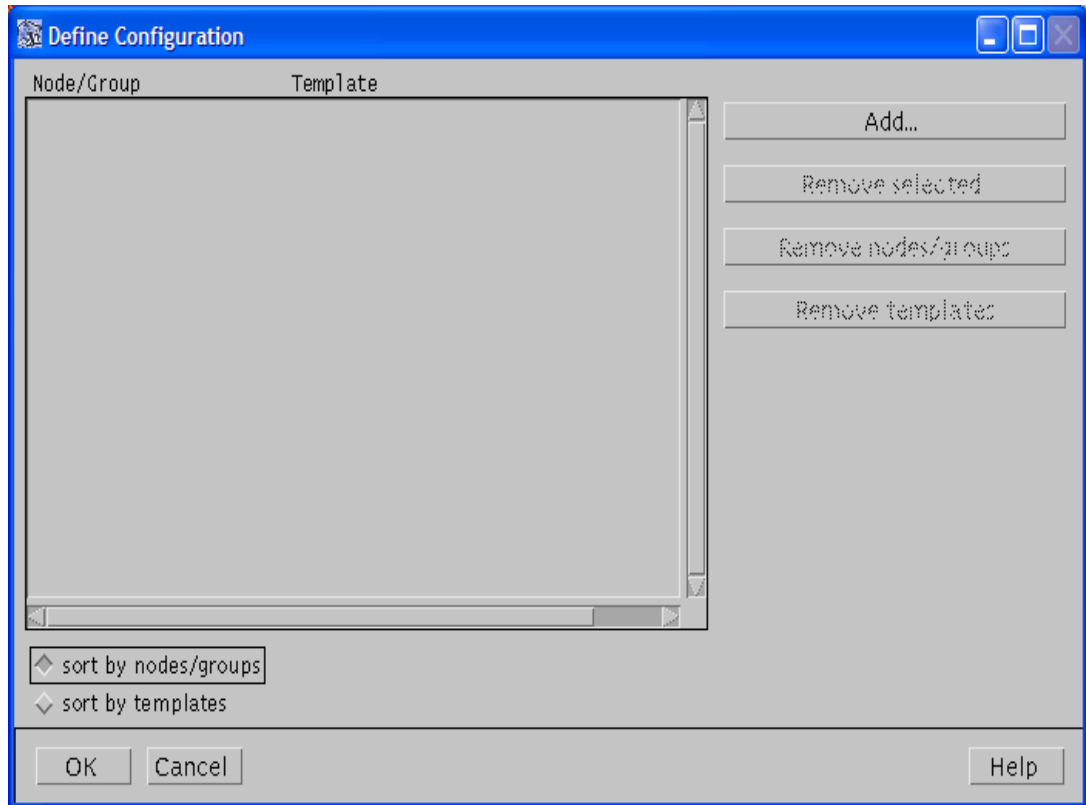 Define Configuration
Node/Group Template
Add...
Remove selected
Remove nodes/groups
Remove templates
sort by nodes/groups
sort by templates
OK Cancel Help